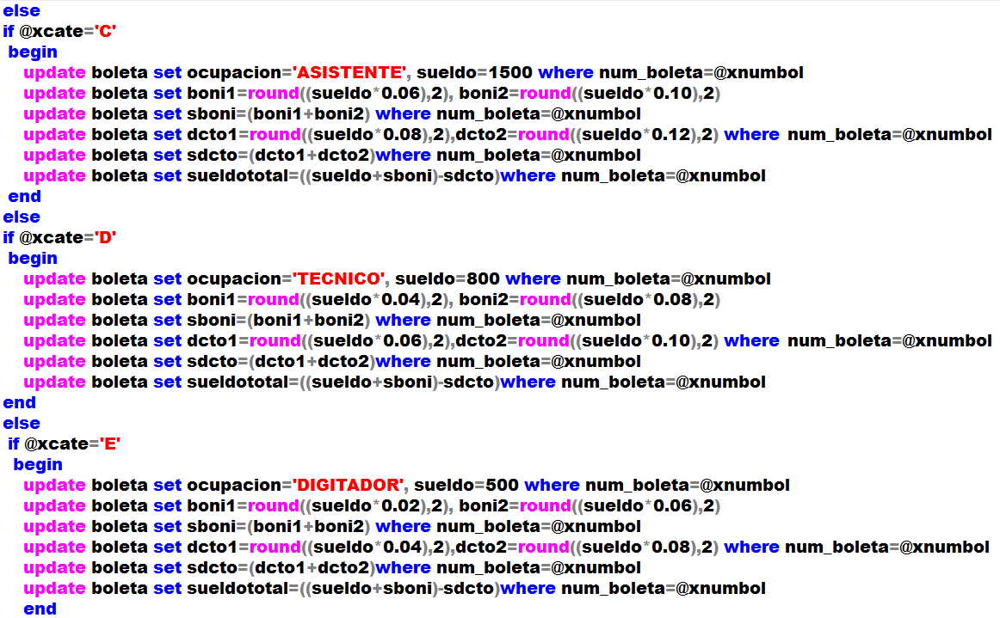 else
if @xcate='C'
begin
update boleta set ocupacion='ASISTENTE', sueldo=1500 where num_boleta=@xnumbol
update boleta set boni1=round((sueldo*0.06),2), boni2=round((sueldo*0.10),2)
update boleta set sboni=(boni1+boni2) where num_boleta=@xnumbol
update boleta set dcto1=round((sueldo*0.08),2),dcto2=round((sueldo*0.12),2) where num_boleta=@xnumbol
update boleta set sdcto=(dcto1+dcto2)where num_boleta=@xnumbol
update boleta set sueldototal=((sueldo+sboni)-sdcto)where num_boleta=@xnumbol
end
else
if @xcate='D'
begin
update boleta set ocupacion='TECNICO', sueldo=800 where num_boleta=@xnumbol
update boleta set boni1=round((sueldo*0.04),2), boni2=round((sueldo*0.08),2)
update boleta set sboni=(boni1+boni2) where num_boleta=@xnumbol
update boleta set dcto1=round((sueldo*0.06),2),dcto2=round((sueldo*0.10),2) where num_boleta=@xnumbol
update boleta set sdcto=(dcto1+dcto2)where num_boleta=@xnumbol
update boleta set sueldototal=((sueldo+sboni)-sdcto)where num_boleta=@xnumbol
end
else
if @xcate='E'
begin
update boleta set ocupacion='DIGITADOR', sueldo=500 where num_boleta=@xnumbol
update boleta set boni1=round((sueldo*0.02),2), boni2=round((sueldo*0.06),2)
update boleta set sboni=(boni1+boni2) where num_boleta=@xnumbol
update boleta set dcto1=round((sueldo*0.04),2),dcto2=round((sueldo*0.08),2) where num_boleta=@xnumbol
update boleta set sdcto=(dcto1+dcto2)where num_boleta=@xnumbol
update boleta set sueldototal=((sueldo+sboni)-sdcto)where num_boleta=@xnumbol
end